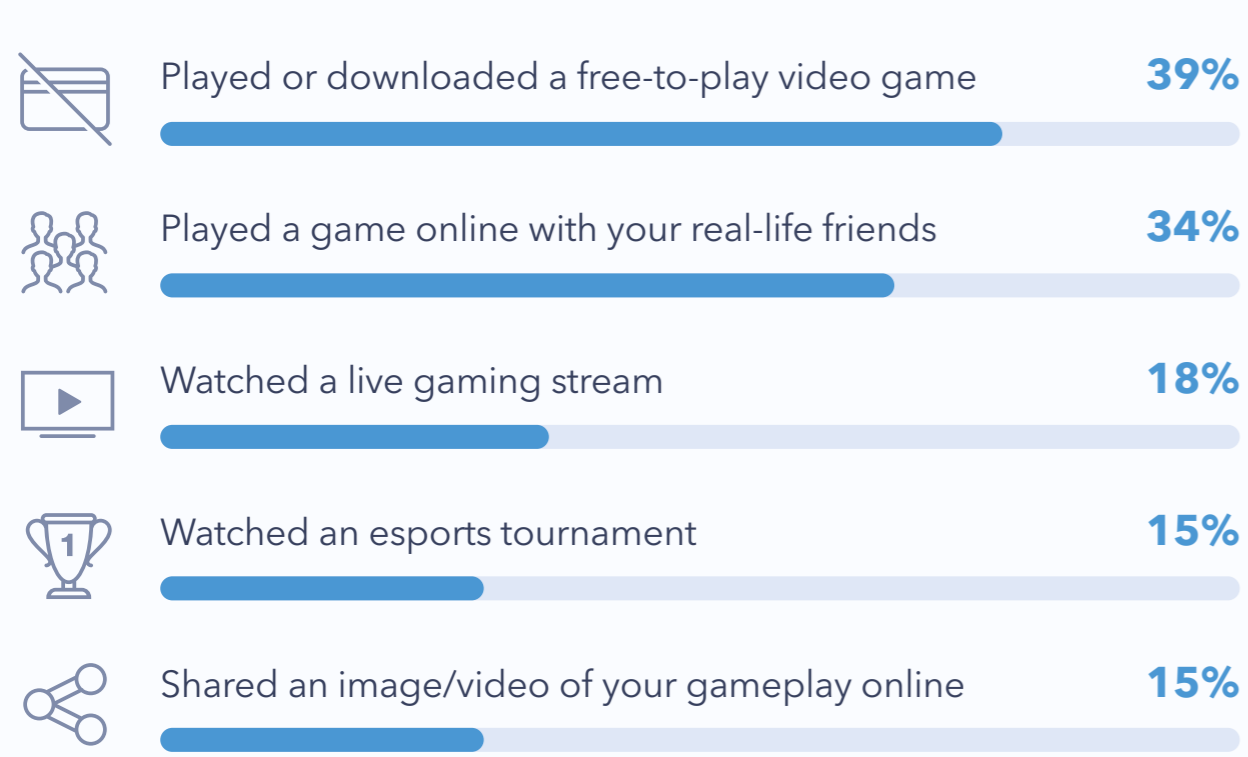 Played or downloaded a free-to-play video game 39%
Played a game online with your real-life friends 34%
Watched a live gaming stream 18%
1
Watched an esports tournament 15%
Shared an image/video of your gameplay online 15%